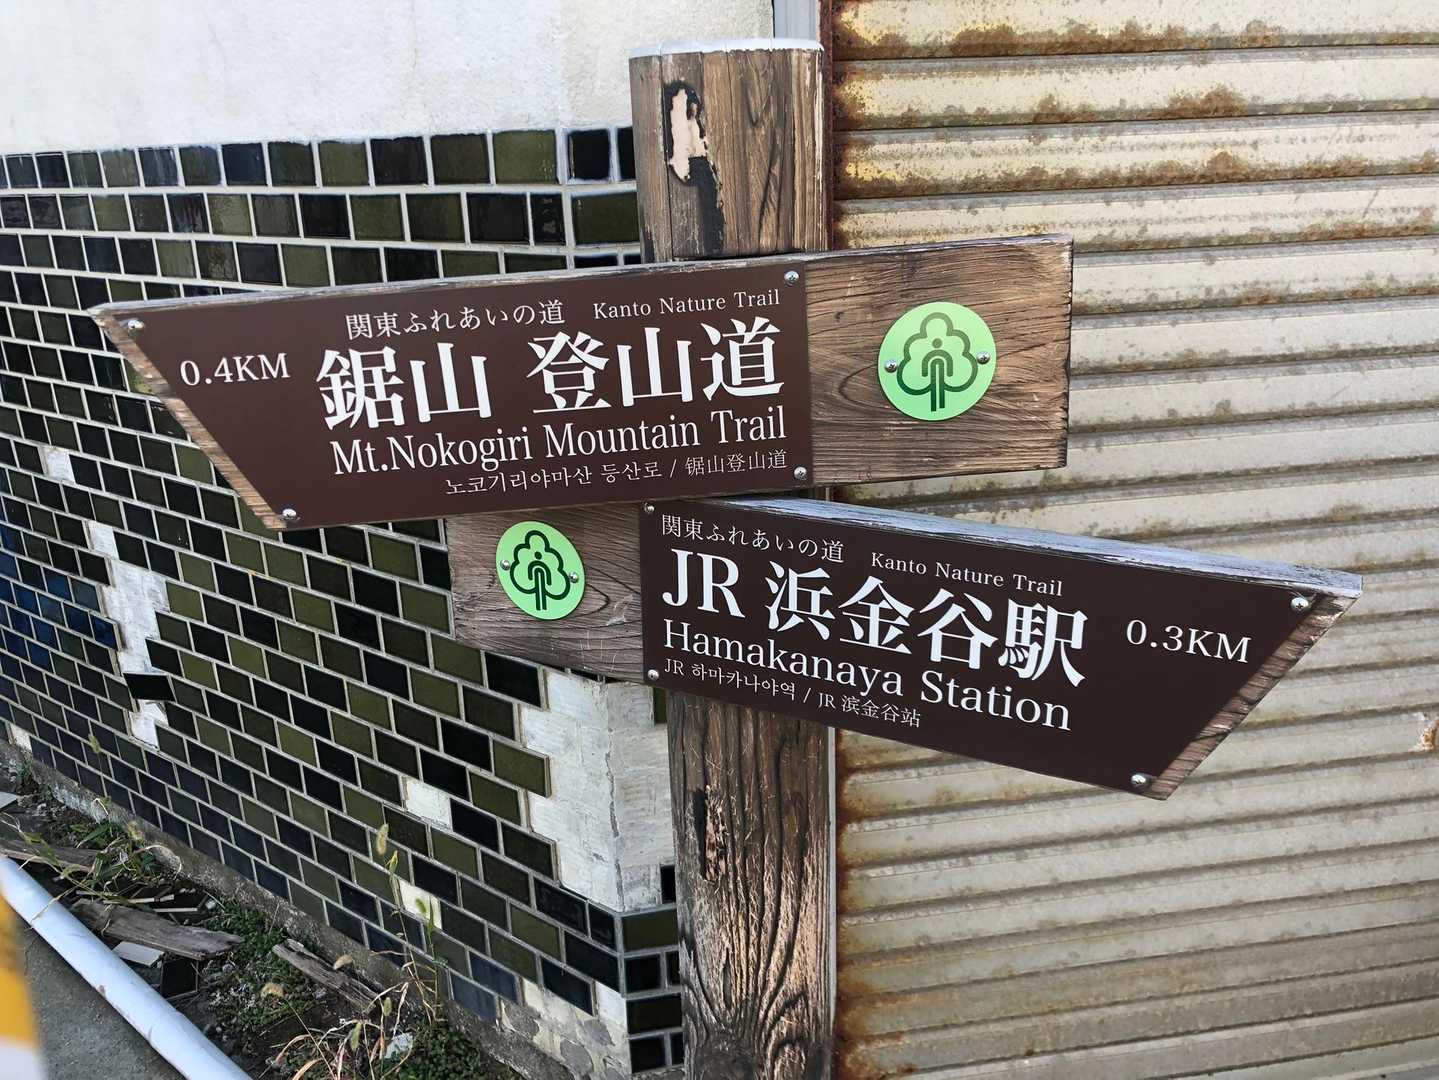 関東ふれあいの道 Kanto Nature Trail
0.4KM
鋸山 登山道
Mt.Nokogiri Mountain Trail
노코기리야마산 등산로 / 锯山登山道
関東ふれあいの道 Kanto Nature Trail
JR 浜金谷駅 0.3KM
Hamakanaya Station
JR 하마카나야역 / JR 滨金谷站